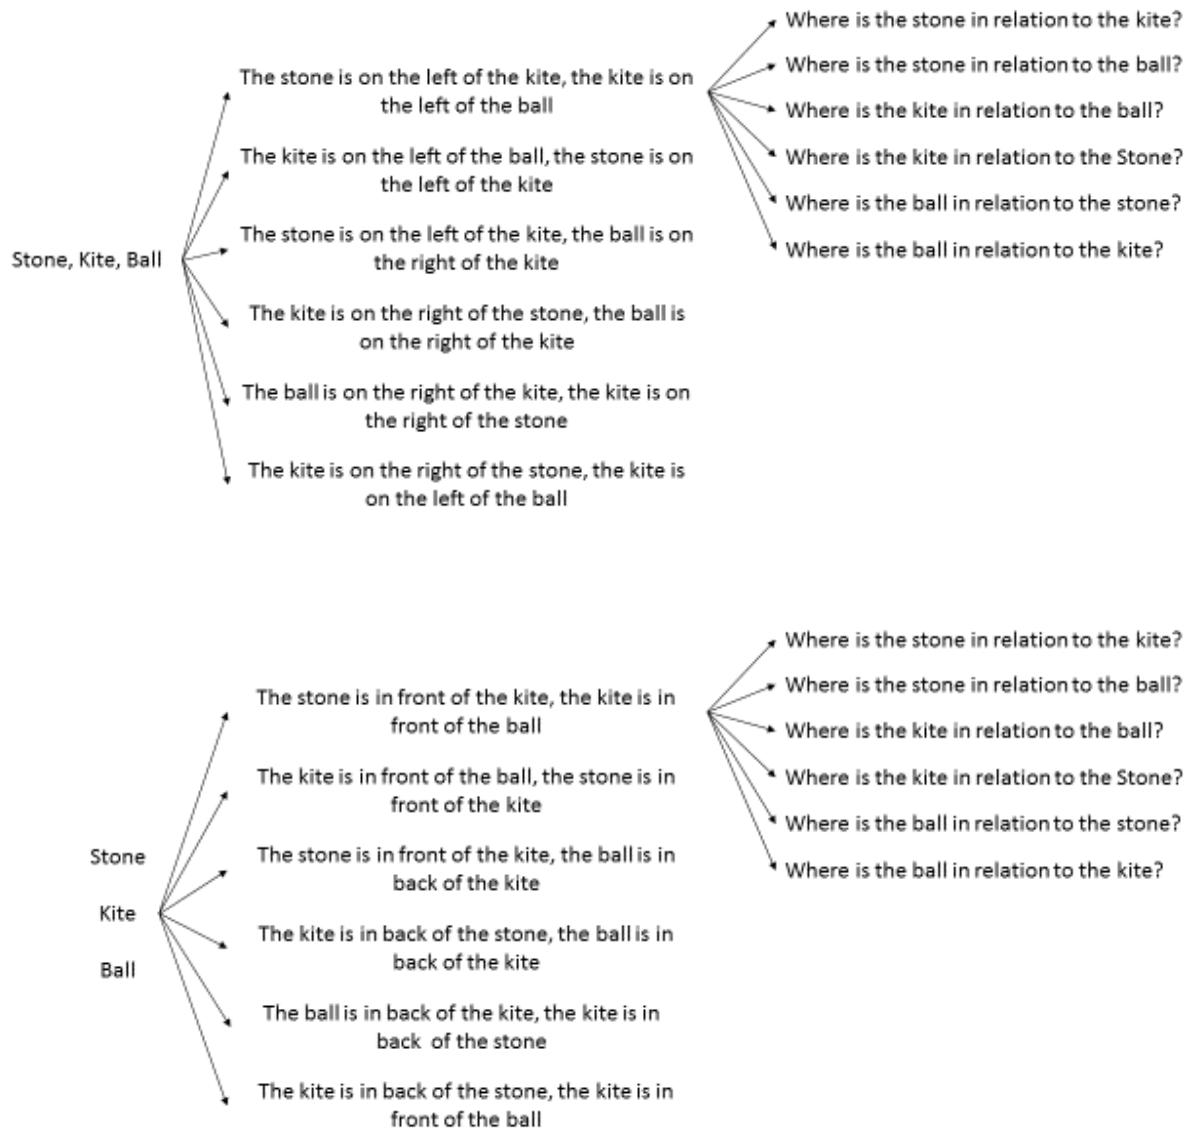 Stone, Kite, Ball
The stone is on the left of the kite, the kite is on
the left of the ball
The kite is on the left of the ball, the stone is on
the left of the kite
The stone is on the left of the kite, the ball is on
the right of the kite
The kite is on the right of the stone, the ball is
on the right of the kite
The ball is on the right of the kite, the kite is on
the right of the stone
The kite is on the right of the stone, the kite is
on the left of the ball
Where is the stone in relation to the kite?
Where is the stone in relation to the ball?
Where is the kite in relation to the ball?
Where is the kite in relation to the Stone?
Where is the ball in relation to the stone?
Where is the ball in relation to the kite?
Stone
Kite
Ball
The stone is in front of the kite, the kite is in
front of the ball
The kite is in front of the ball, the stone is in
front of the kite
The stone is in front of the kite, the ball is in
back of the kite
The kite is in back of the stone, the ball is in
back of the kite
The ball is in back of the kite, the kite is in
back of the stone
The kite is in back of the stone, the kite is in
front of the ball
Where is the stone in relation to the kite?
Where is the stone in relation to the ball?
Where is the kite in relation to the ball?
Where is the kite in relation to the Stone?
Where is the ball in relation to the stone?
Where is the ball in relation to the kite?